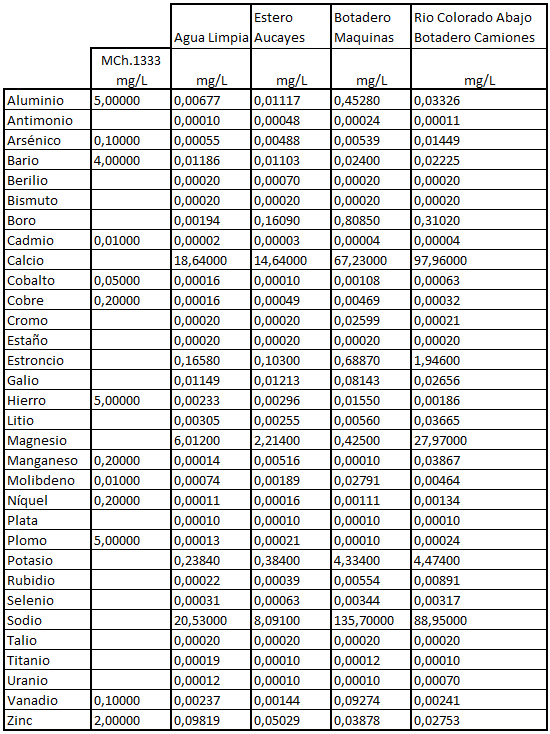 Agua Limpia Estero Aucayes Botadero Maquinas Rio Colorado Abajo Botadero Camiones
MCh.1333
mg/L mg/L mg/L mg/L mg/L
Aluminio 5,00000 0,00677 0,01117 0,45280 0,03326
Antimonio 0,00010 0,00048 0,00024 0,00011
Arsénico 0,10000 0,00055 0,00488 0,00539 0,01449
Bario 4,00000 0,01186 0,01103 0,02400 0,02225
Berilio 0,00020 0,00070 0,00020 0,00020
Bismuto 0,00020 0,00020 0,00020 0,00020
Boro 0,00194 0,16090 0,80850 0,31020
Cadmio 0,01000 0,00002 0,00003 0,00004 0,00004
Calcio 18,64000 14,64000 67,23000 97,96000
Cobalto 0,05000 0,00016 0,00010 0,00108 0,00063
Cobre 0,20000 0,00016 0,00049 0,00469 0,00032
Cromo 0,00020 0,00020 0,02599 0,00021
Estaño 0,00020 0,00020 0,00020 0,00020
Estroncio 0,16580 0,10300 0,68870 1,94600
Galio 0,01149 0,01213 0,08143 0,02656
Hierro 5,00000 0,00233 0,00296 0,01550 0,00186
Litio 0,00305 0,00255 0,00560 0,03665
Magnesio 6,01200 2,21400 0,42500 27,97000
Manganeso 0,20000 0,00014 0,00516 0,00010 0,03867
Molibdeno 0,01000 0,00074 0,00189 0,02791 0,00464
Níquel 0,20000 0,00011 0,00016 0,00111 0,00134
Plata 0,00010 0,00010 0,00010 0,00010
Plomo 5,00000 0,00013 0,00021 0,00010 0,00024
Potasio 0,23840 0,38400 4,33400 4,47400
Rubidio 0,00022 0,00039 0,00554 0,00891
Selenio 0,00031 0,00063 0,00344 0,00317
Sodio 20,53000 8,09100 135,70000 88,95000
Talio 0,00020 0,00020 0,00020 0,00020
Titanio 0,00019 0,00010 0,00012 0,00010
Uranio 0,00012 0,00010 0,00010 0,00070
Vanadio 0,10000 0,00237 0,00144 0,09274 0,00241
Zinc 2,00000 0,09819 0,05029 0,03878 0,02753